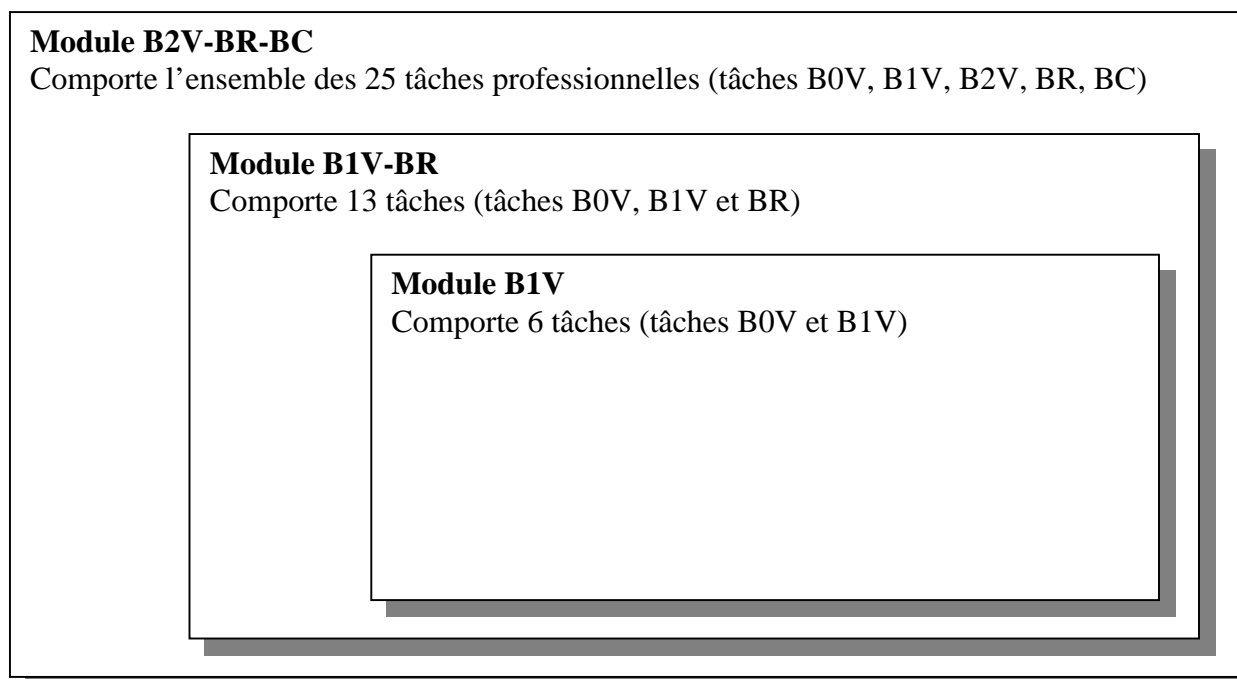 Module B2V-BR-BC
Comporte l’ensemble des 25 tâches professionnelles (tâches B0V, B1V, B2V, BR, BC)
Module B1V-BR
Comporte 13 tâches (tâches B0V, B1V et BR)
Module B1V
Comporte 6 tâches (tâches B0V et B1V)